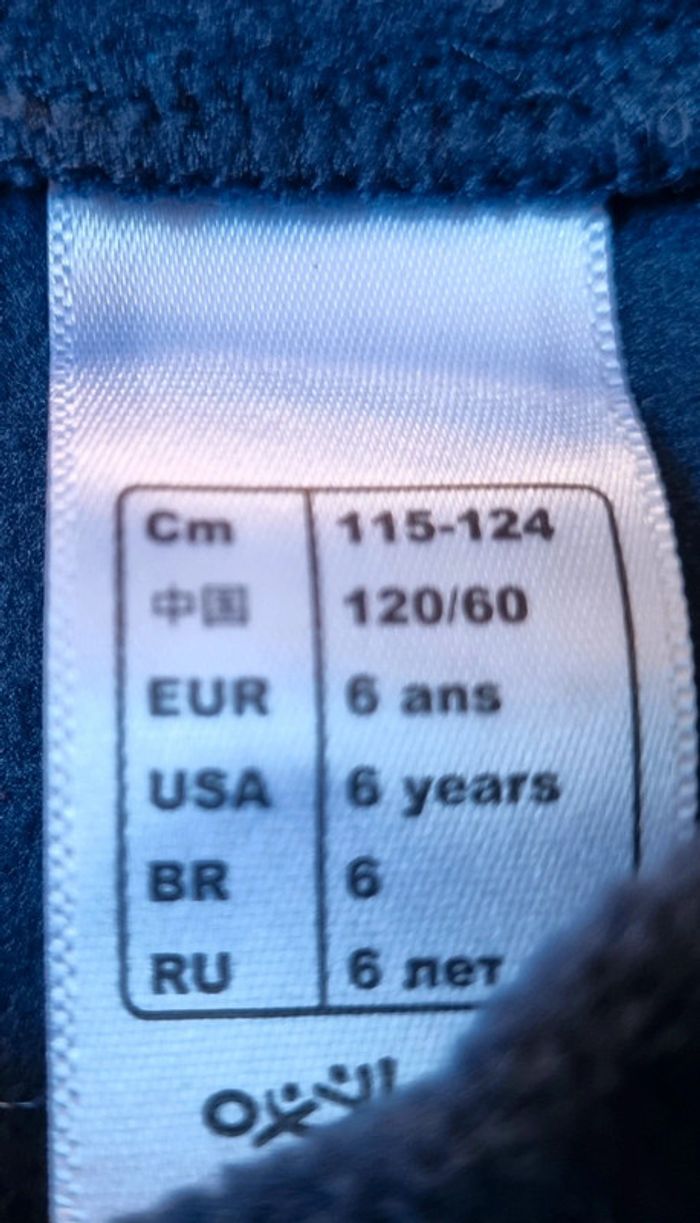 Cm 115-124
中国 120/60
EUR 6 ans
USA 6 years
BR 6
RU 6 лет